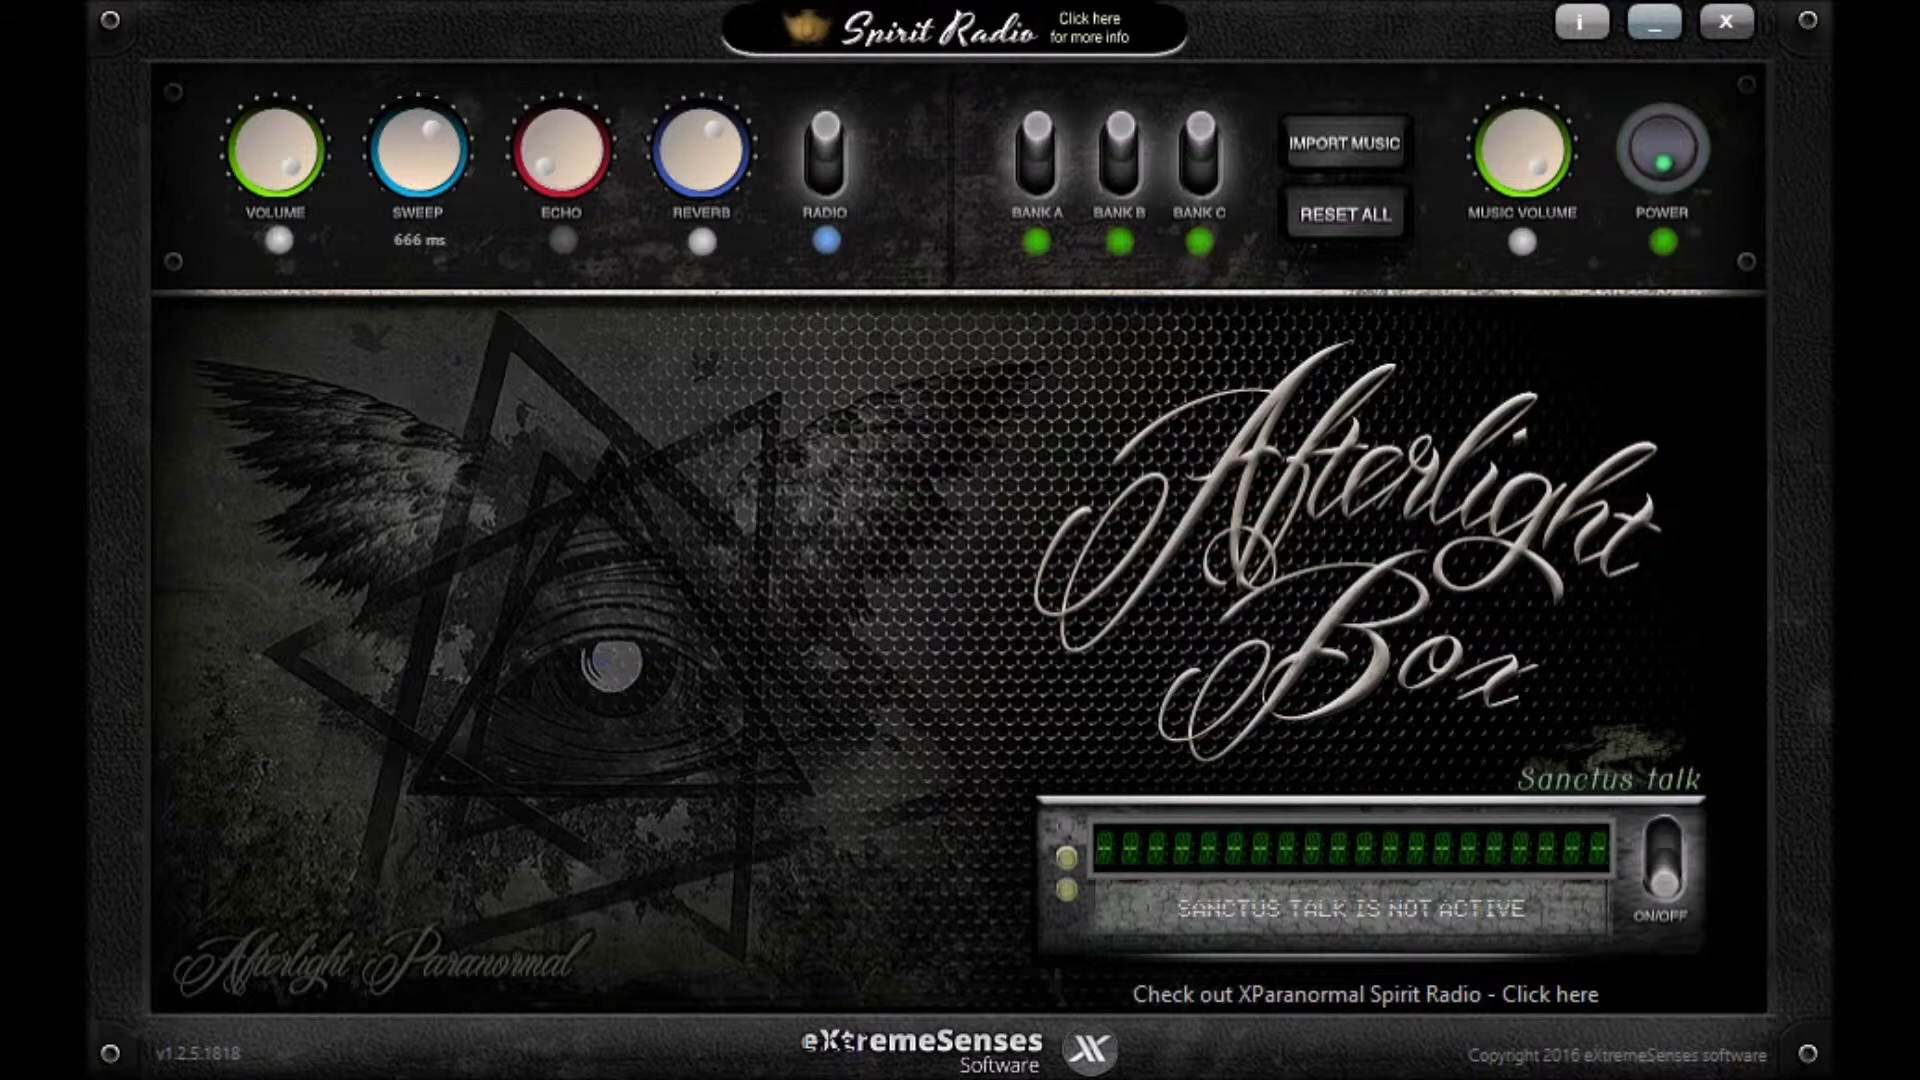 Spirit Radio
Click here
for more info
i _ X
VOLUME SWEEP ECHO REVERB RADIO
666 ms
BANK A BANK B BANK C
IMPORT MUSIC
RESET ALL
MUSIC VOLUME POWER
Afterlight
Box
Sanctus talk
SANCTUS TALK IS NOT ACTIVE
ON/OFF
Afterlight Paranormal
Check out XParanormal Spirit Radio - Click here
v1.2.5.1818
eXtremeSenses
Software
Copyright 2016 eXtremeSenses software